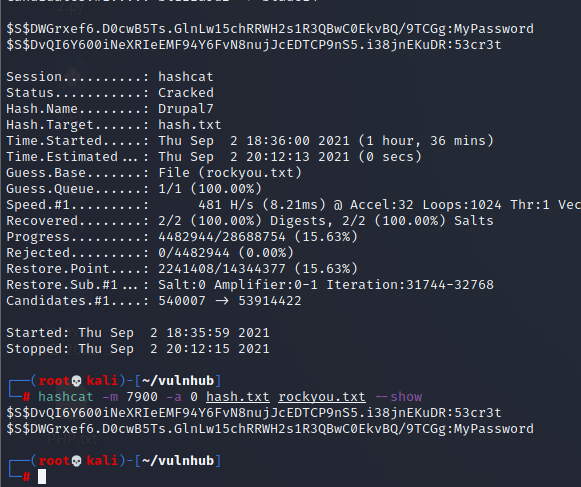 $S$DWGrxef6.D0cwB5Ts.GlnLw15chRRWH2s1R3QBwC0EkvBQ/9TCGg:MyPassword
$S$DvQI6Y600iNeXRIeEMF94Y6FvN8nujJcEDTCP9nS5.i38jnEKuDR:53cr3t
Session..........: hashcat
Status...........: Cracked
Hash.Name........: Drupal7
Hash.Target......: hash.txt
Time.Started.....: Thu Sep  2 18:36:00 2021 (1 hour, 36 mins)
Time.Estimated...: Thu Sep  2 20:12:13 2021 (0 secs)
Guess.Base.......: File (rockyou.txt)
Guess.Queue......: 1/1 (100.00%)
Speed.#1.........:      481 H/s (8.21ms) @ Accel:32 Loops:1024 Thr:1 Vec
Recovered........: 2/2 (100.00%) Digests, 2/2 (100.00%) Salts
Progress.........: 4482944/28688754 (15.63%)
Rejected.........: 0/4482944 (0.00%)
Restore.Point....: 2241408/14344377 (15.63%)
Restore.Sub.#1...: Salt:0 Amplifier:0-1 Iteration:31744-32768
Candidates.#1....: 540007 -> 53914422
Started: Thu Sep  2 18:35:59 2021
Stopped: Thu Sep  2 20:12:15 2021
┌──(root💀kali)-[~/vulnhub]
└─# hashcat -m 7900 -a 0 hash.txt rockyou.txt --show
$S$DvQI6Y600iNeXRIeEMF94Y6FvN8nujJcEDTCP9nS5.i38jnEKuDR:53cr3t
$S$DWGrxef6.D0cwB5Ts.GlnLw15chRRWH2s1R3QBwC0EkvBQ/9TCGg:MyPassword
┌──(root💀kali)-[~/vulnhub]
└─#